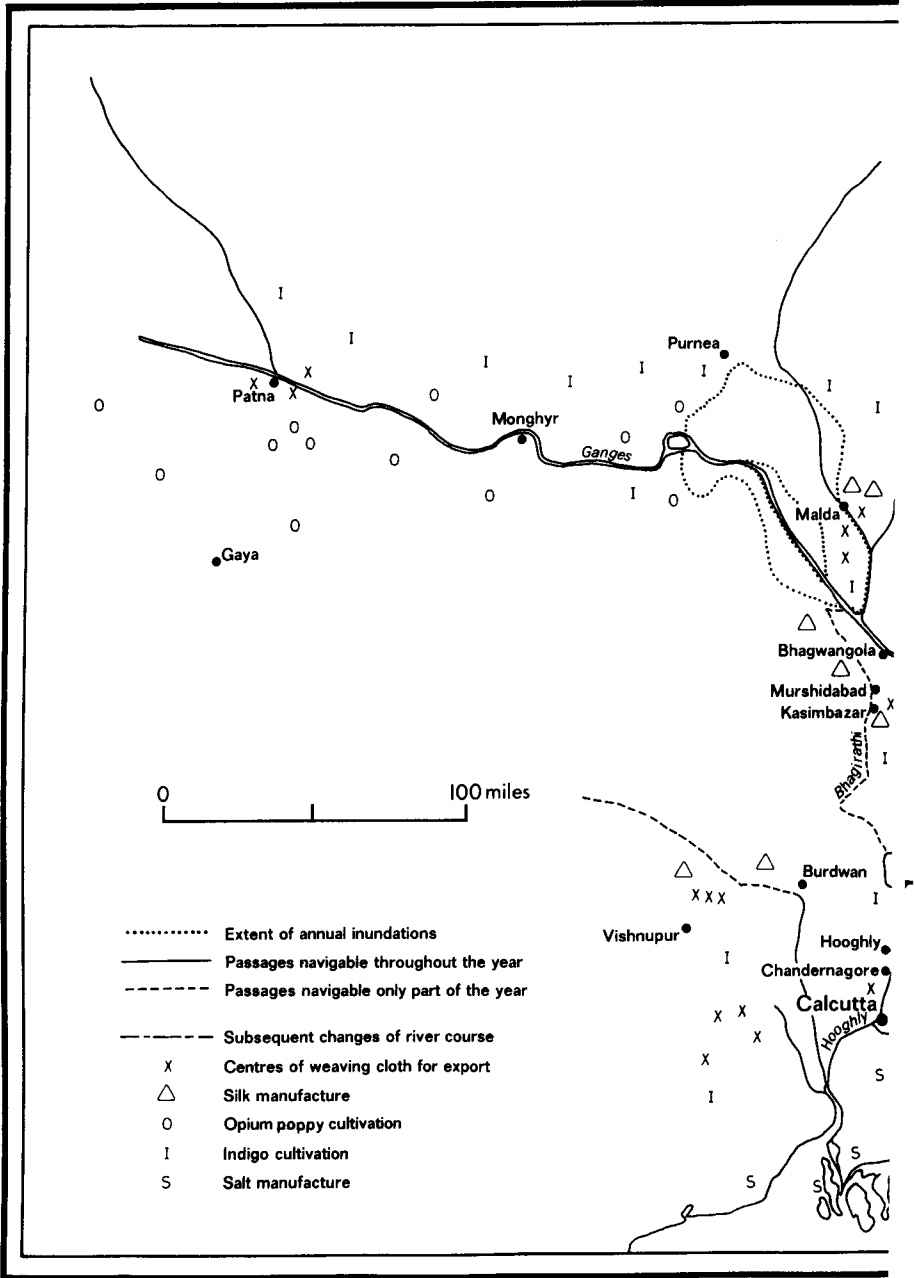 Purnea
Patna
Monghyr
Ganges
Malda
Gaya
Bhagwangola
Murshidabad
Kasimbazar
Bhagirathi
0 100 miles
Burdwan
Vishnupur
Hooghly
Chandernagore
Calcutta
Hooghly
Extent of annual inundations
Passages navigable throughout the year
Passages navigable only part of the year
Subsequent changes of river course
X Centres of weaving cloth for export
△ Silk manufacture
O Opium poppy cultivation
I Indigo cultivation
S Salt manufacture